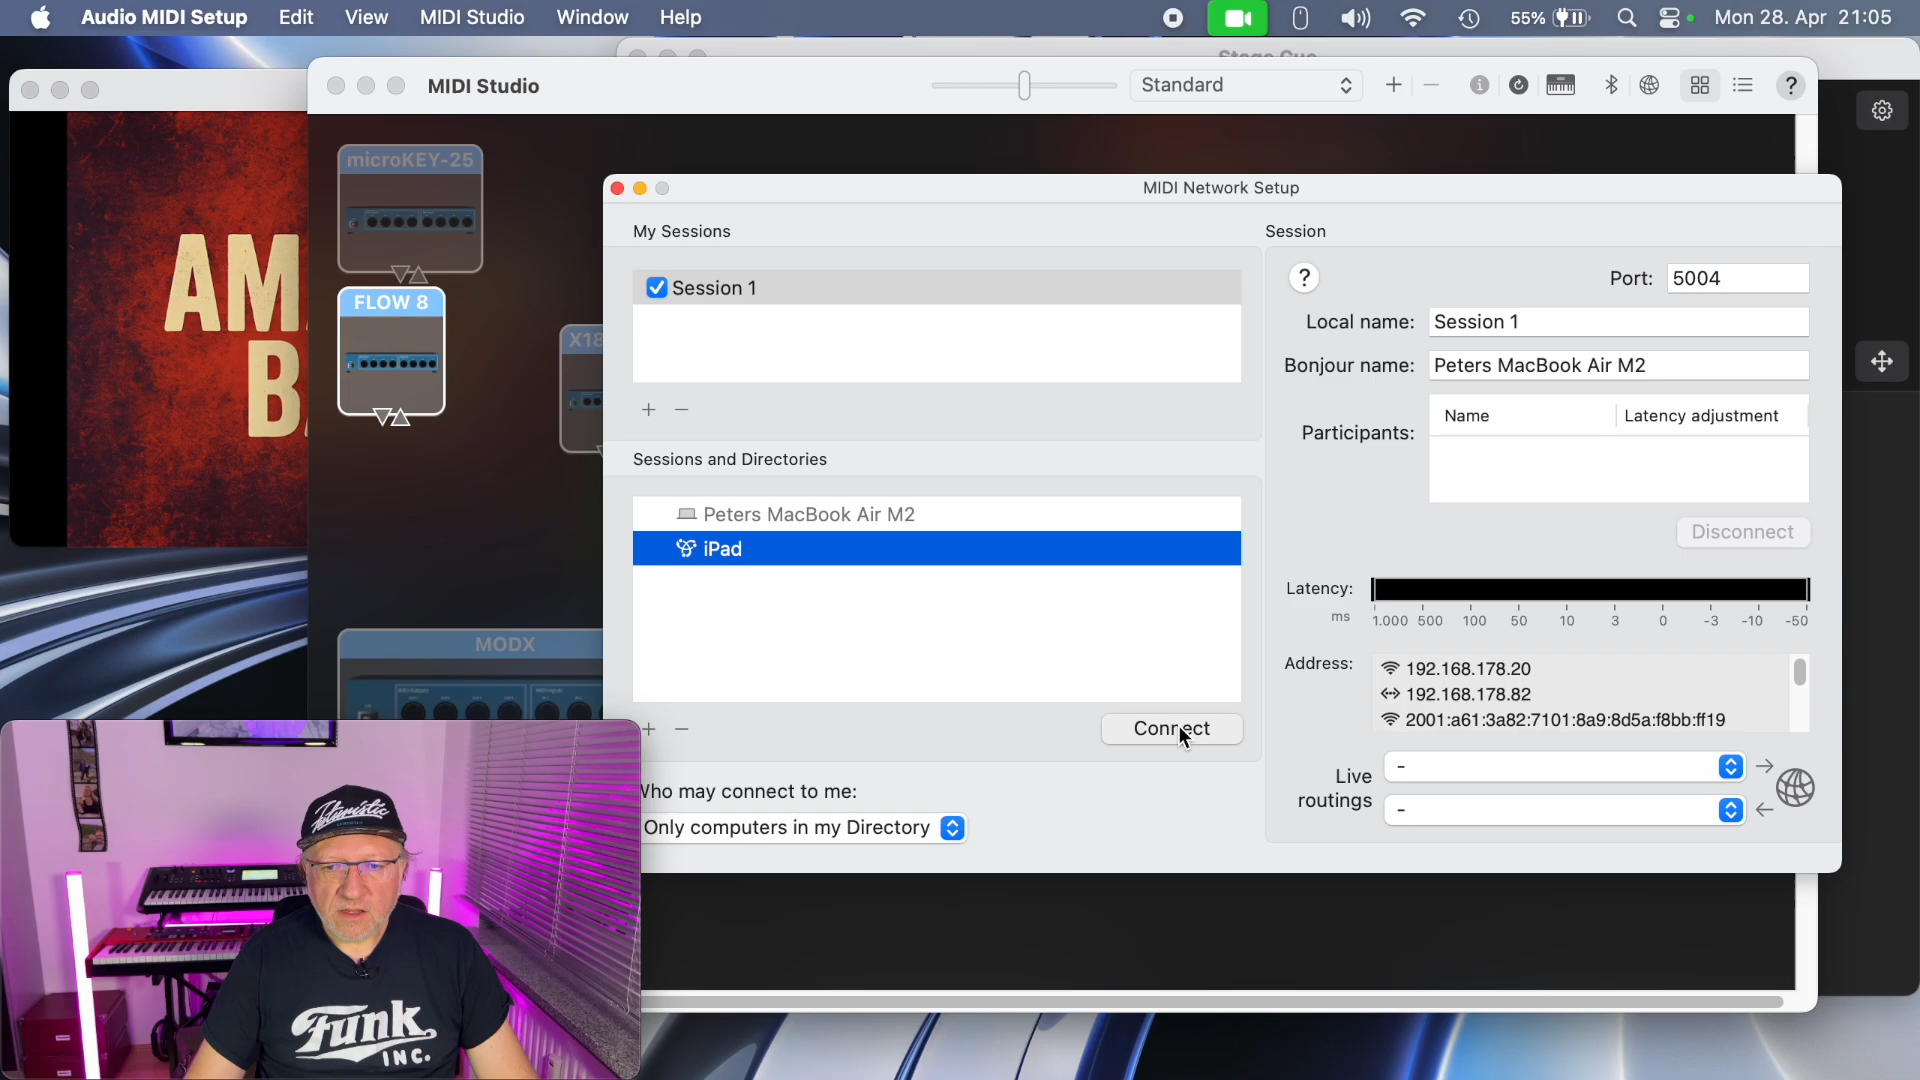 Audio MIDI Setup Edit View MIDI Studio Window Help 55% Mon 28. Apr 21:05
MIDI Studio Standard ?
microKEY-25
FLOW 8
X18
MODX
AM
B
MIDI Network Setup
My Sessions
Session 1
+ −
Sessions and Directories
Peters MacBook Air M2
iPad
+ −
Connect
Who may connect to me:
Only computers in my Directory
Session
? Port: 5004
Local name: Session 1
Bonjour name: Peters MacBook Air M2
Participants: Name Latency adjustment
Disconnect
Latency:
ms 1.000 500 100 50 10 3 0 -3 -10 -50
Address: 192.168.178.20
192.168.178.82
2001:a61:3a82:7101:8a9:8d5a:f8bb:ff19
Live routings - →
- ←
Futuristic
Funk
INC.